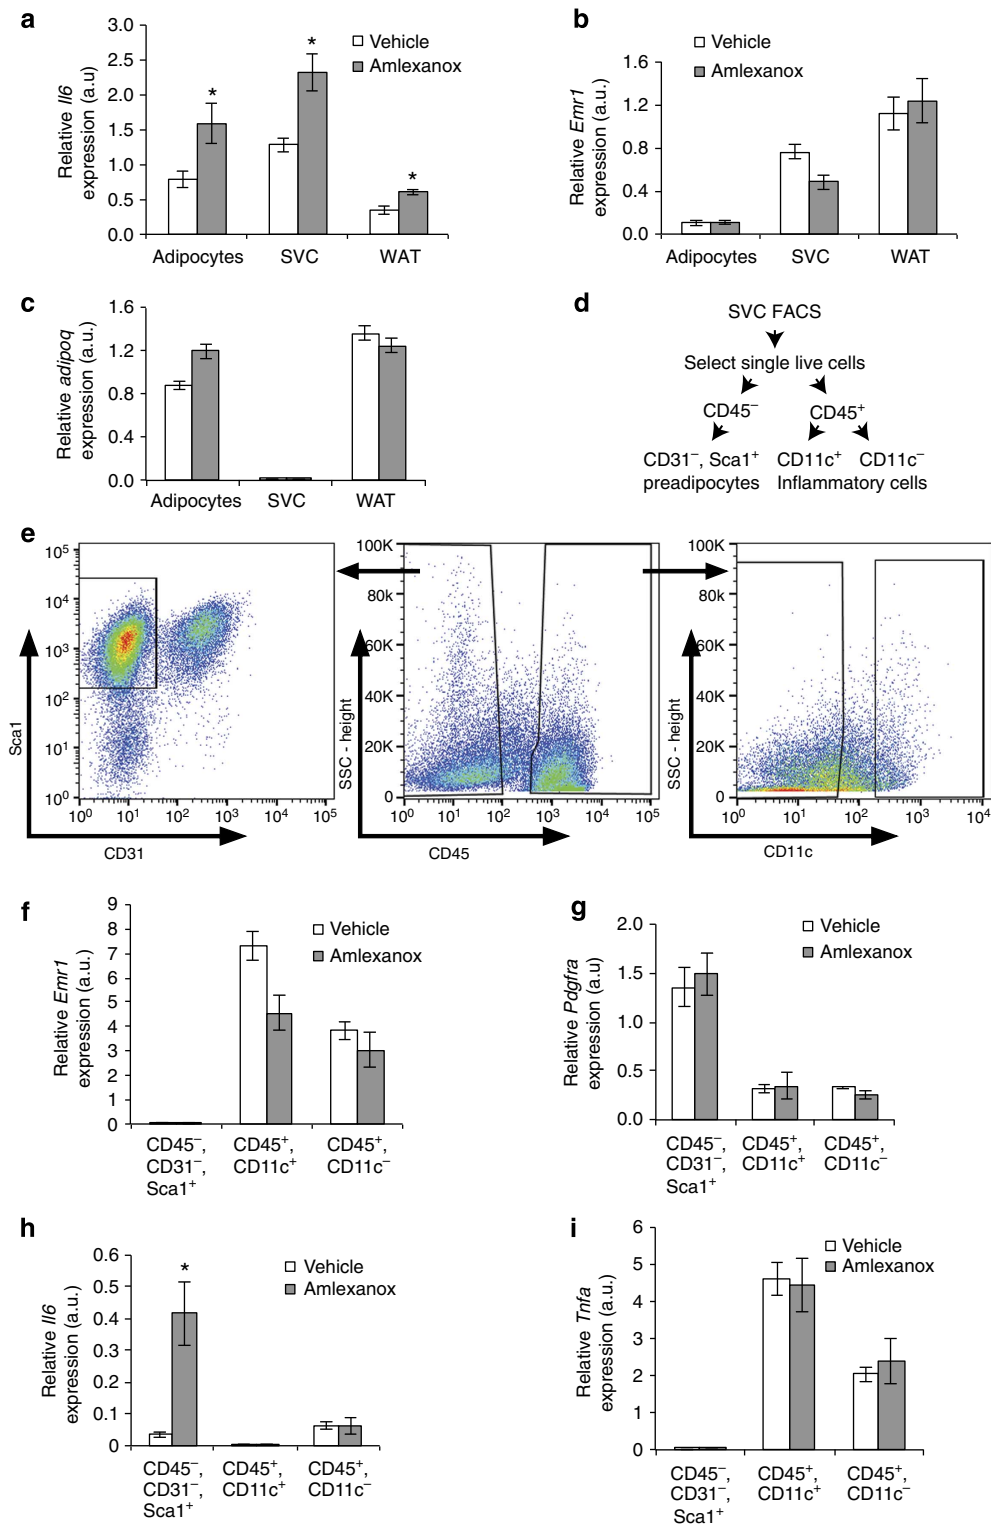 a
3.0
2.5
2.0
1.5
1.0
0.5
0.0
Relative Il6
expression (a.u)
* * *
Vehicle
Amlexanox
Adipocytes SVC WAT
b
1.6
1.2
0.8
0.4
0.0
Relative Emr1
expression (a.u.)
Vehicle
Amlexanox
Adipocytes SVC WAT
c
1.6
1.2
0.8
0.4
0.0
Relative adipoq
expression (a.u.)
Adipocytes SVC WAT
d
SVC FACS
Select single live cells
CD45⁻ CD45⁺
CD31⁻, Sca1⁺ CD11c⁺ CD11c⁻
preadipocytes Inflammatory cells
e
10⁵
10⁴
10³
10²
10¹
10⁰
Sca1
10⁰ 10¹ 10² 10³ 10⁴ 10⁵
CD31
100K
80k
60K
40K
20K
0
SSC - height
10⁰ 10¹ 10² 10³ 10⁴ 10⁵
CD45
100K
80k
60K
40K
20K
0
SSC - height
10⁰ 10¹ 10² 10³ 10⁴
CD11c
f
9
8
7
6
5
4
3
2
1
0
Relative Emr1
expression (a.u.)
Vehicle
Amlexanox
CD45⁻, CD45⁺, CD45⁺,
CD31⁻, CD11c⁺ CD11c⁻
Sca1⁺
g
2.0
1.5
1.0
0.5
0.0
Relative Pdgfra
expression (a.u)
Vehicle
Amlexanox
CD45⁻, CD45⁺, CD45⁺,
CD31⁻, CD11c⁺ CD11c⁻
Sca1⁺
h
0.6
0.5
0.4
0.3
0.2
0.1
0
Relative Il6
expression (a.u.)
*
Vehicle
Amlexanox
CD45⁻, CD45⁺, CD45⁺,
CD31⁻, CD11c⁺ CD11c⁻
Sca1⁺
i
6
5
4
3
2
1
0
Relative Tnfa
expression (a.u.)
Vehicle
Amlexanox
CD45⁻, CD45⁺, CD45⁺,
CD31⁻, CD11c⁺ CD11c⁻
Sca1⁺